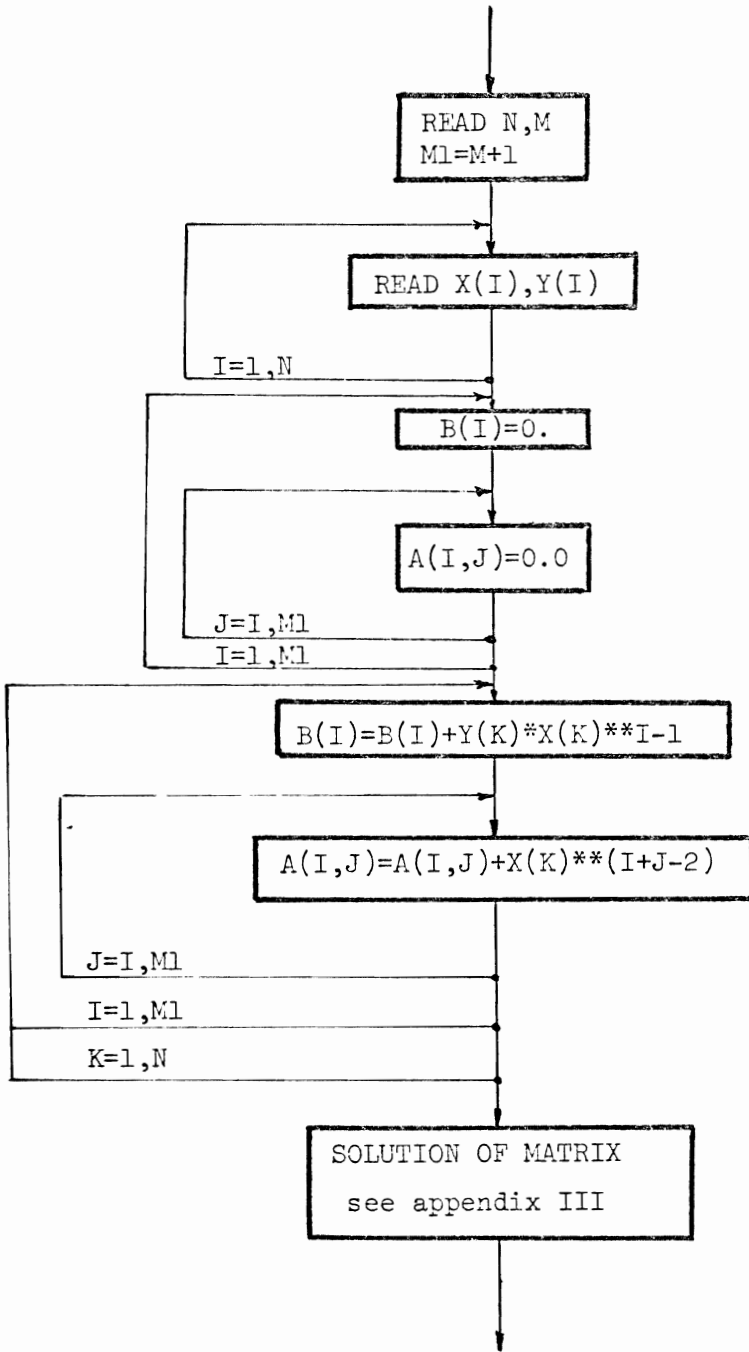 READ N,M
M1=M+1
READ X(I),Y(I)
I=1,N
B(I)=0.
A(I,J)=0.0
J=I,M1
I=1,M1
B(I)=B(I)+Y(K)*X(K)**I-1
A(I,J)=A(I,J)+X(K)**(I+J-2)
J=I,M1
I=1,M1
K=1,N
SOLUTION OF MATRIX
see appendix III